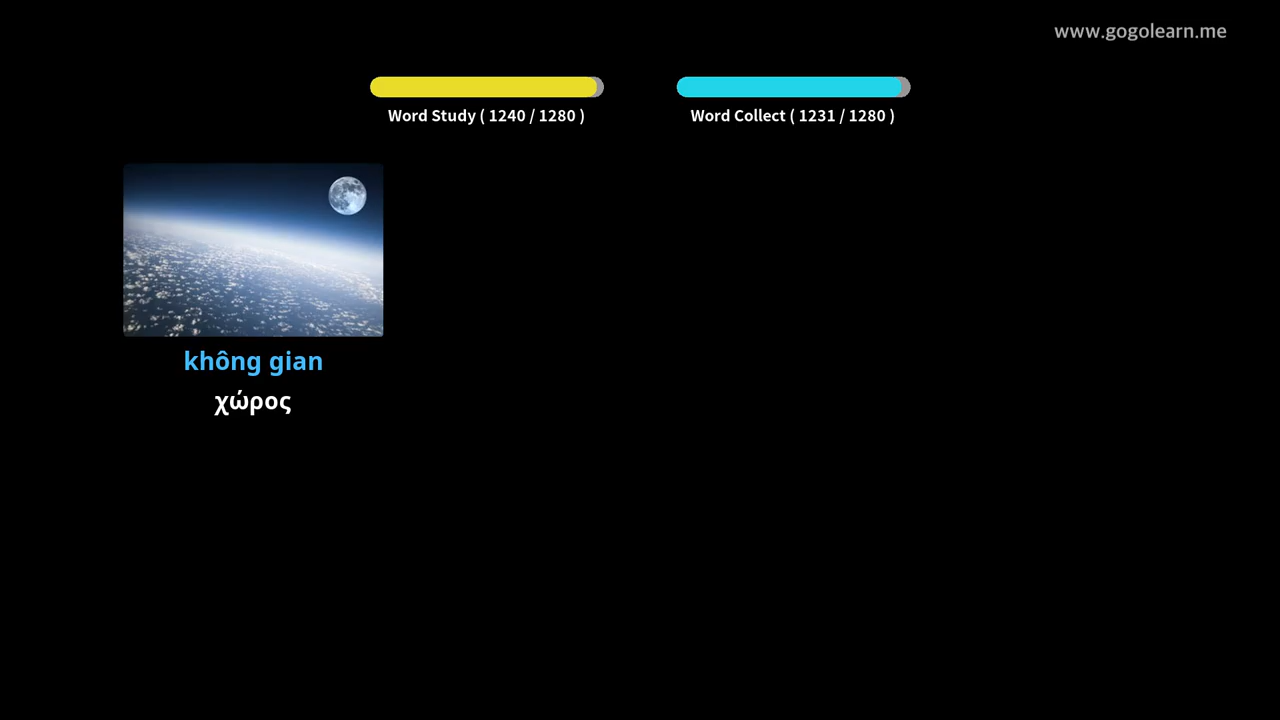 www.gogolearn.me
Word Study ( 1240 / 1280 )
Word Collect ( 1231 / 1280 )
không gian
χώρος